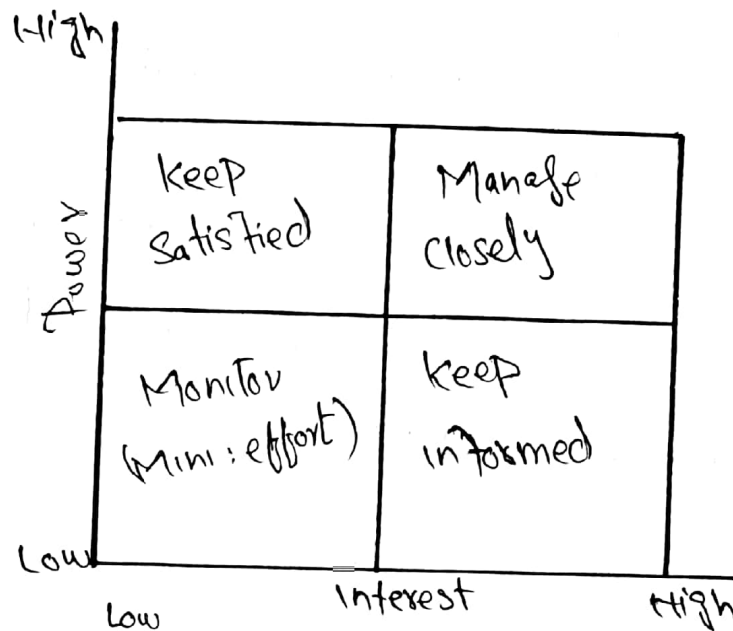 High
Keep
Satisfied
Manage
Closely
Power
Monitor
(Mini: effort)
Keep
informed
Low
Low
Interest
High